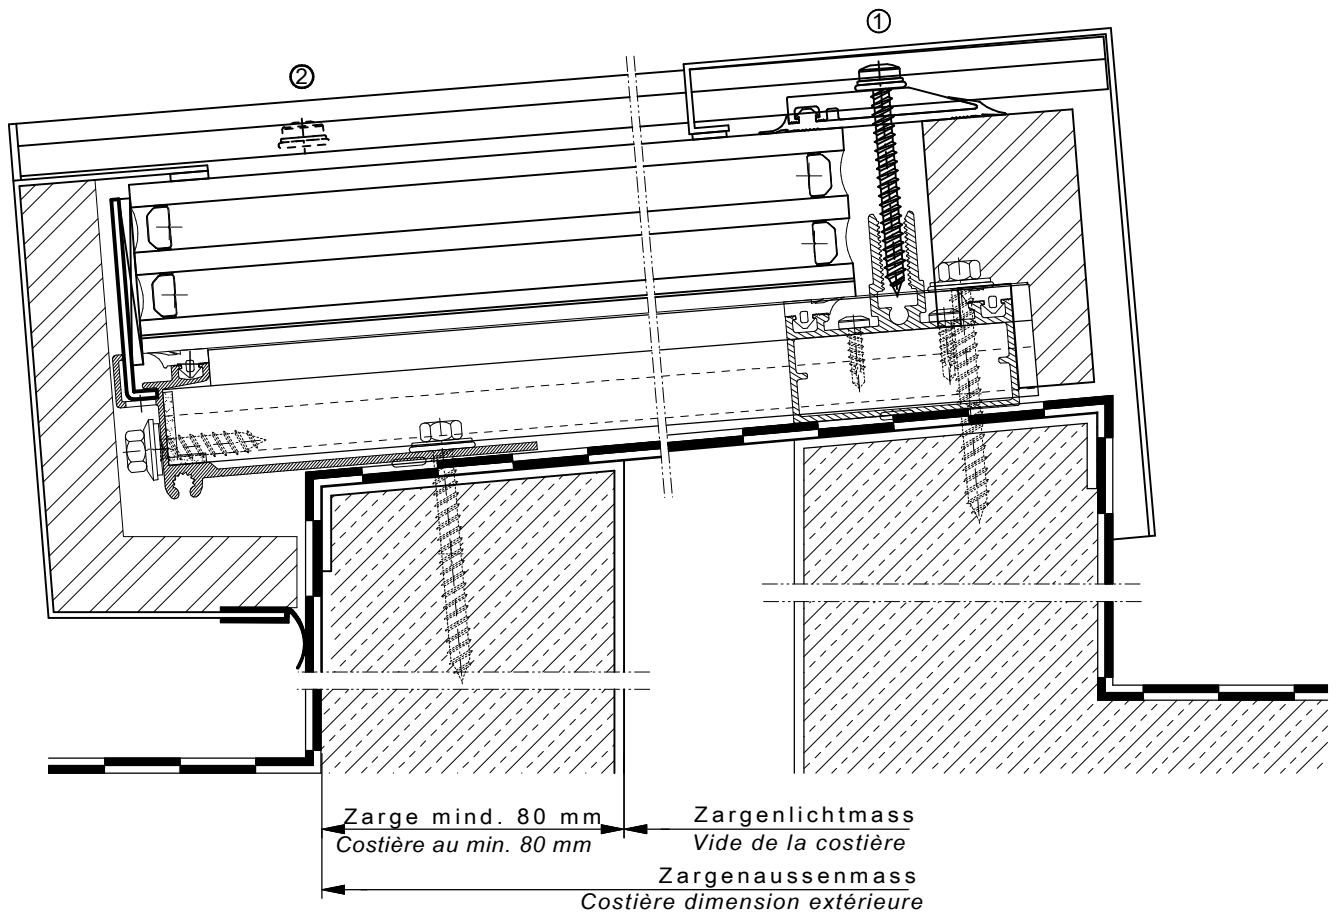 ①
②
Zarge mind. 80 mm
Costière au min. 80 mm
Zargenlichtmass
Vide de la costière
Zargenaussenmass
Costière dimension extérieure